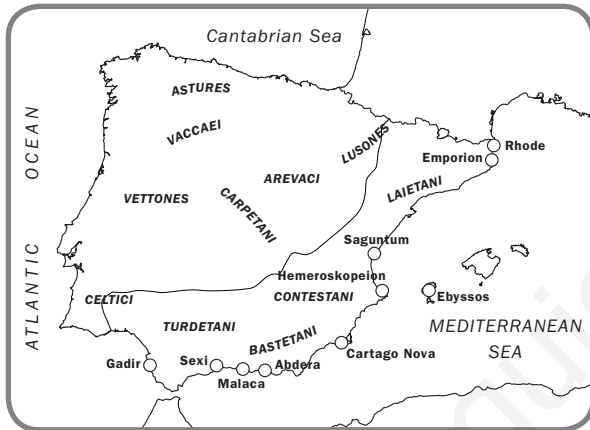 Cantabrian Sea
ASTURES
VACCAEI
LUSONES
Rhode
Emporion
ATLANTIC OCEAN
AREVACI
LAIETANI
VETTONES
CARPETANI
Saguntum
Hemeroskopeion
CONTESTANI
Ebyssos
CELTICI
TURDETANI
BASTETANI
MEDITERRANEAN
SEA
Cartago Nova
Gadir
Sexi
Abdera
Malaca